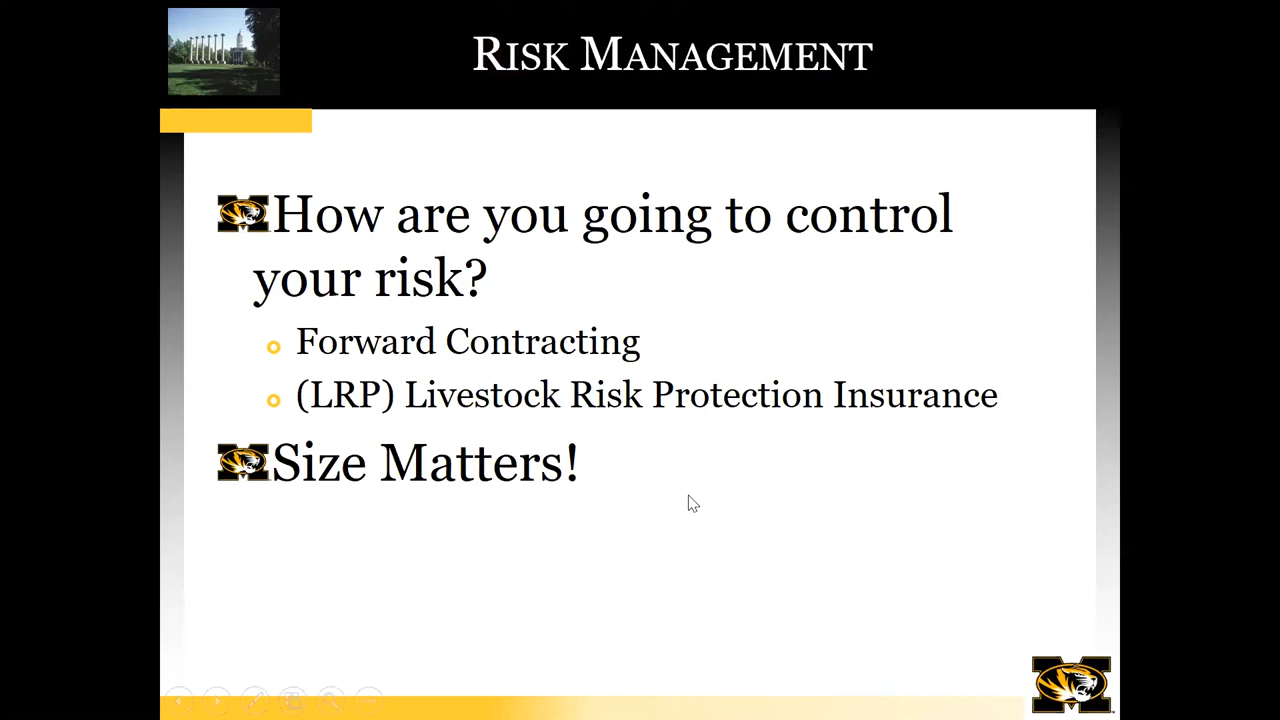 RISK MANAGEMENT
How are you going to control
your risk?
Forward Contracting
(LRP) Livestock Risk Protection Insurance
Size Matters!